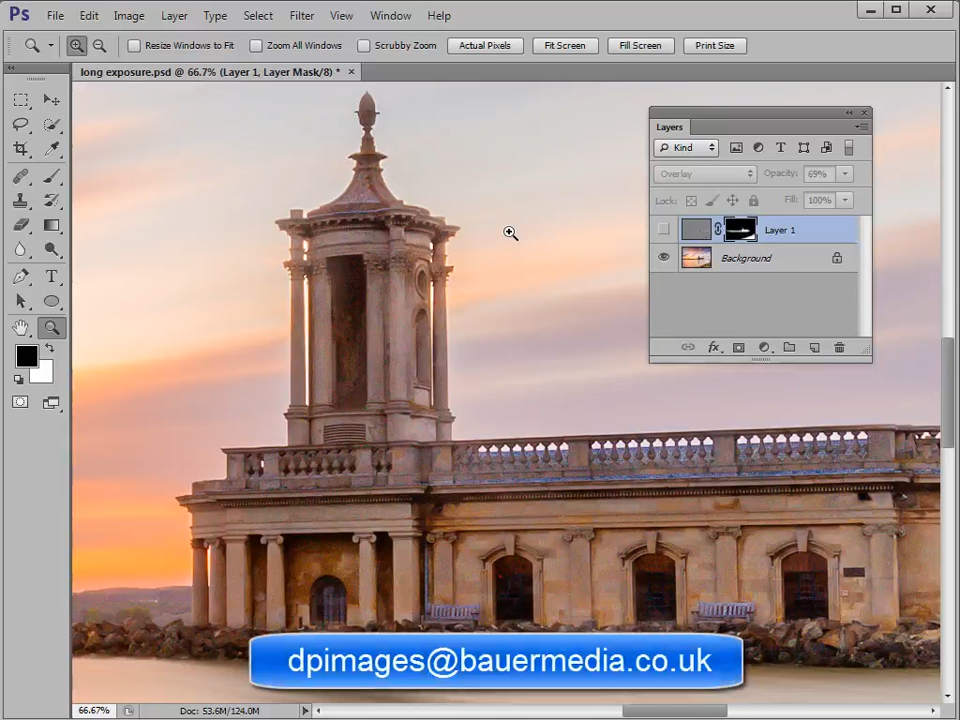 Ps File Edit Image Layer Type Select Filter View Window Help
Resize Windows to Fit Zoom All Windows Scrubby Zoom Actual Pixels Fit Screen Fill Screen Print Size
long exposure.psd @ 66.7% (Layer 1, Layer Mask/8) *
Layers
Kind
Overlay Opacity: 69%
Lock: Fill: 100%
Layer 1
Background
dpimages@bauermedia.co.uk
66.67% Doc: 53.6M/124.0M